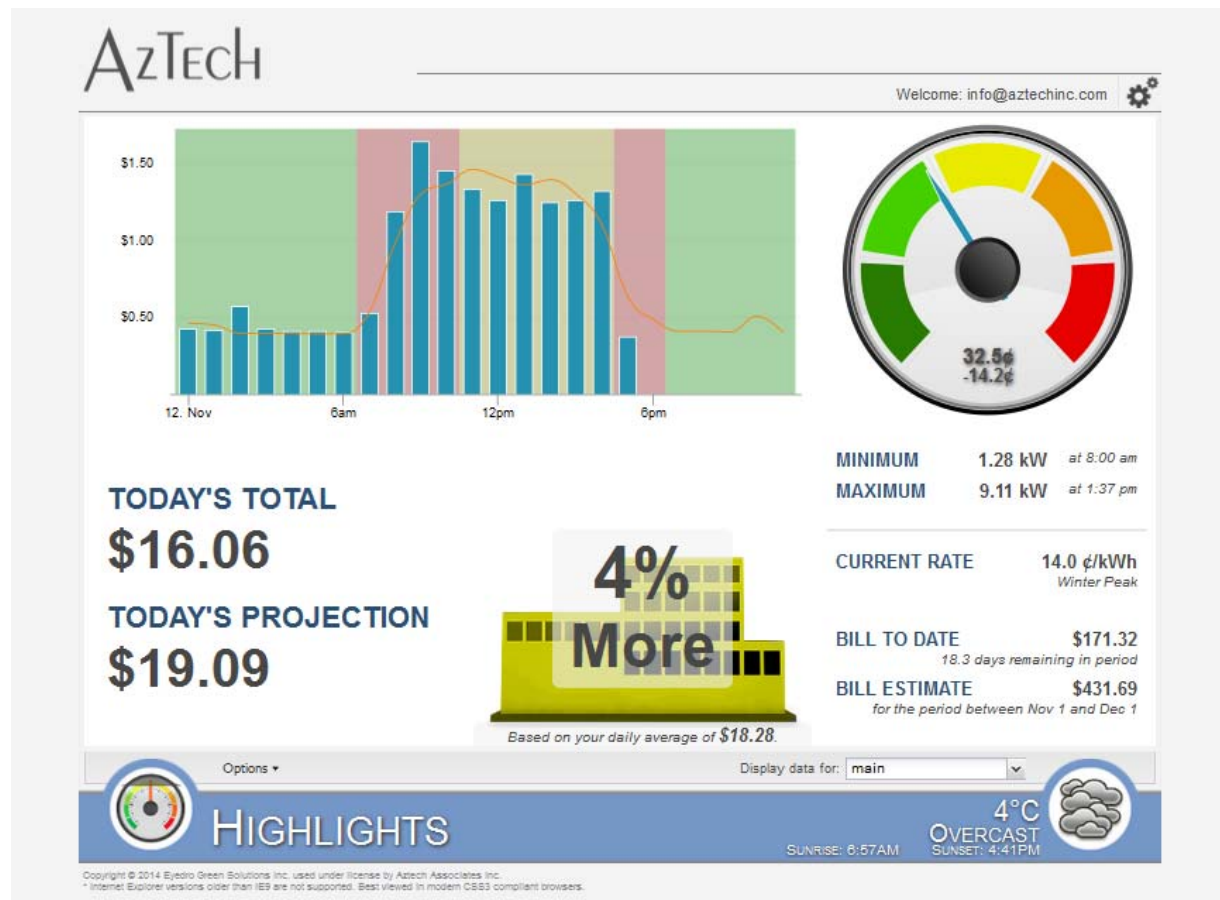 AzTech
Welcome: info@aztechinc.com
$1.50
$1.00
$0.50
12. Nov 6am 12pm 6pm
32.5¢
-14.2¢
MINIMUM 1.28 kW at 8:00 am
MAXIMUM 9.11 kW at 1:37 pm
TODAY'S TOTAL
$16.06
TODAY'S PROJECTION
$19.09
4%
More
Based on your daily average of $18.28.
CURRENT RATE 14.0 ¢/kWh
Winter Peak
BILL TO DATE $171.32
18.3 days remaining in period
BILL ESTIMATE $431.69
for the period between Nov 1 and Dec 1
Options ▾
Display data for: main
HIGHLIGHTS
4°C
OVERCAST
SUNRISE: 6:57AM SUNSET: 4:41PM
Copyright © 2014 Eyedro Green Solutions Inc. used under license by Aztech Associates Inc.
* Internet Explorer versions older than IE9 are not supported. Best viewed in modern CSS3 compliant browsers.